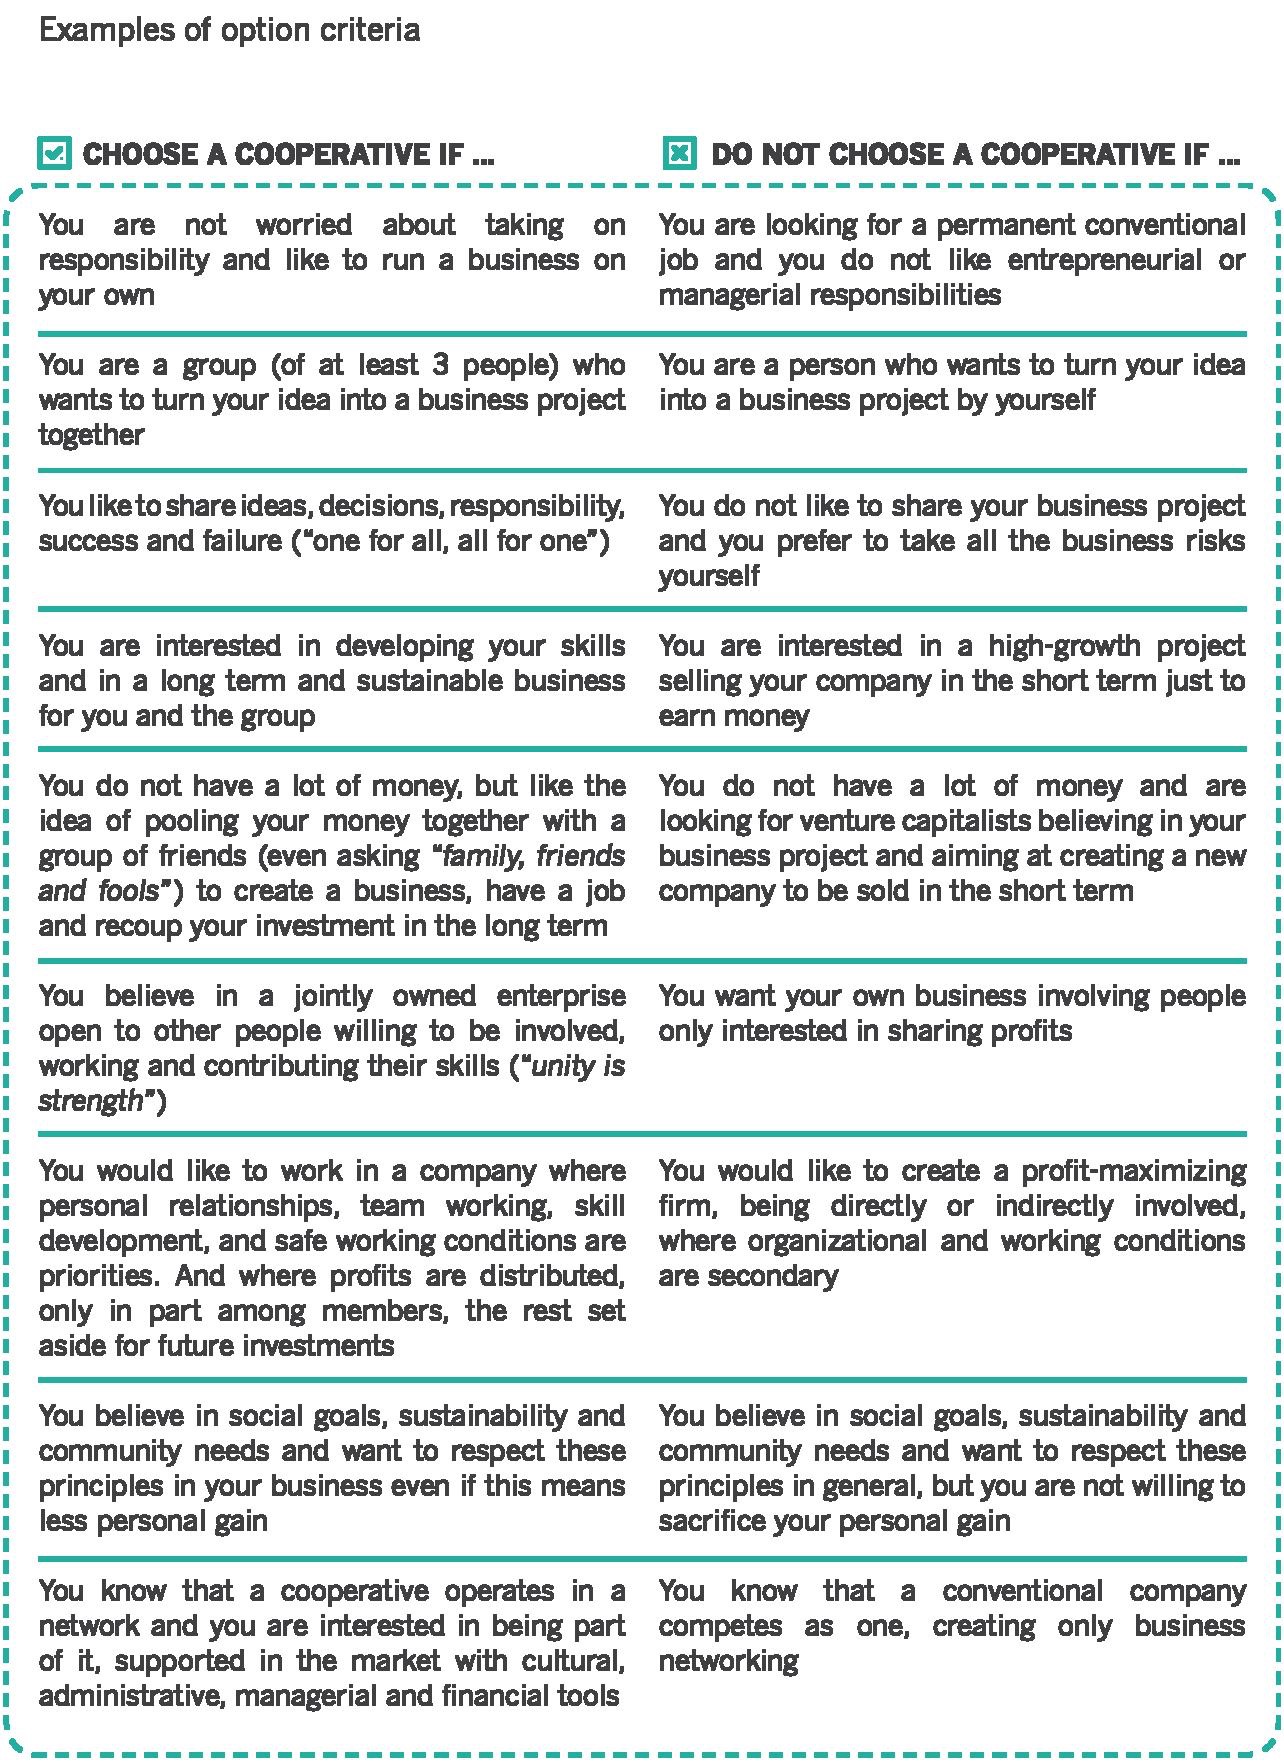 Examples of option criteria
CHOOSE A COOPERATIVE IF ...
DO NOT CHOOSE A COOPERATIVE IF ...
You are not worried about taking on
responsibility and like to run a business on
your own
You are looking for a permanent conventional
job and you do not like entrepreneurial or
managerial responsibilities
You are a group (of at least 3 people) who
wants to turn your idea into a business project
together
You are a person who wants to turn your idea
into a business project by yourself
You like to share ideas, decisions, responsibility,
success and failure (“one for all, all for one”)
You do not like to share your business project
and you prefer to take all the business risks
yourself
You are interested in developing your skills
and in a long term and sustainable business
for you and the group
You are interested in a high-growth project
selling your company in the short term just to
earn money
You do not have a lot of money, but like the
idea of pooling your money together with a
group of friends (even asking “family, friends
and fools”) to create a business, have a job
and recoup your investment in the long term
You do not have a lot of money and are
looking for venture capitalists believing in your
business project and aiming at creating a new
company to be sold in the short term
You believe in a jointly owned enterprise
open to other people willing to be involved,
working and contributing their skills (“unity is
strength”)
You want your own business involving people
only interested in sharing profits
You would like to work in a company where
personal relationships, team working, skill
development, and safe working conditions are
priorities. And where profits are distributed,
only in part among members, the rest set
aside for future investments
You would like to create a profit-maximizing
firm, being directly or indirectly involved,
where organizational and working conditions
are secondary
You believe in social goals, sustainability and
community needs and want to respect these
principles in your business even if this means
less personal gain
You believe in social goals, sustainability and
community needs and want to respect these
principles in general, but you are not willing to
sacrifice your personal gain
You know that a cooperative operates in a
network and you are interested in being part
of it, supported in the market with cultural,
administrative, managerial and financial tools
You know that a conventional company
competes as one, creating only business
networking